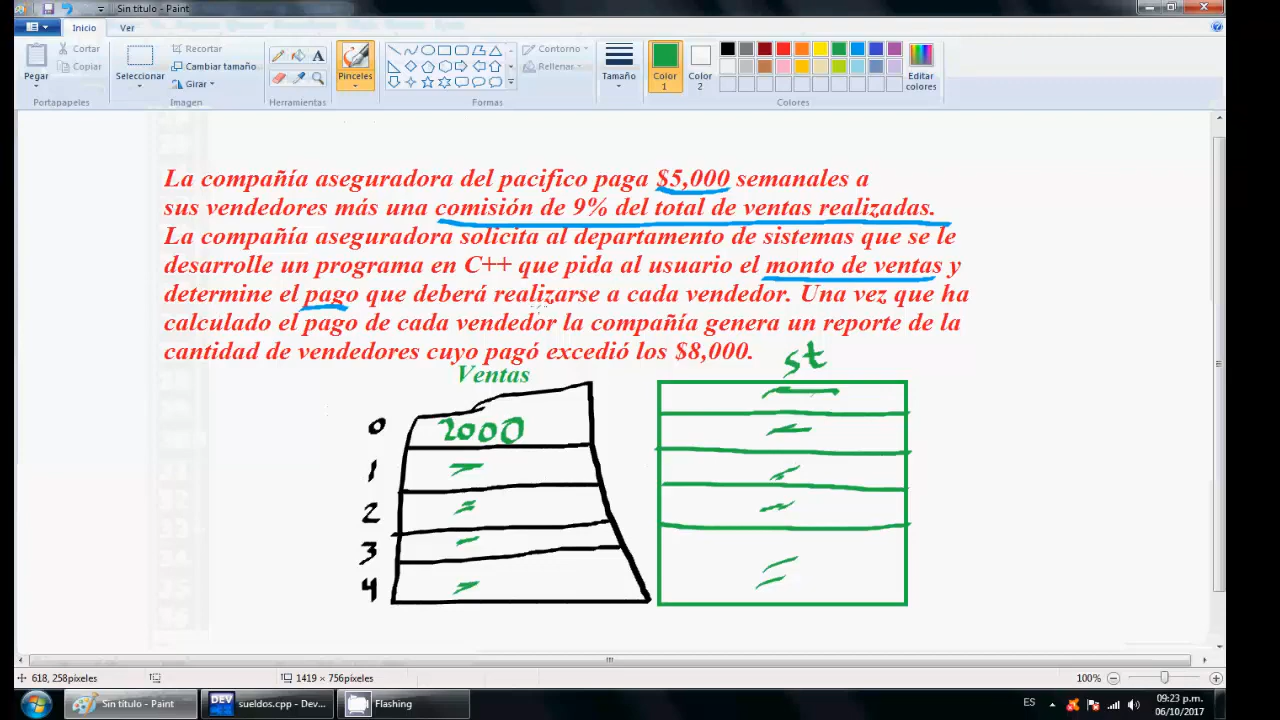 Sin título - Paint
Inicio
Ver
Pegar
Cortar
Copiar
Portapapeles
Seleccionar
Recortar
Cambiar tamaño
Girar
Imagen
Herramientas
Pinceles
Contorno
Rellenar
Formas
Tamaño
Color 1
Color 2
Editar colores
Colores
La compañía aseguradora del pacifico paga $5,000 semanales a
sus vendedores más una comisión de 9% del total de ventas realizadas.
La compañía aseguradora solicita al departamento de sistemas que se le
desarrolle un programa en C++ que pida al usuario el monto de ventas y
determine el pago que deberá realizarse a cada vendedor. Una vez que ha
calculado el pago de cada vendedor la compañía genera un reporte de la
cantidad de vendedores cuyo pagó excedió los $8,000.
Ventas
st
0 2000
1
2
3
4
618, 258píxeles
1419 × 756píxeles
100%
Sin título - Paint
DEV
sueldos.cpp - Dev...
Flashing
ES
09:23 p.m.
06/10/2017